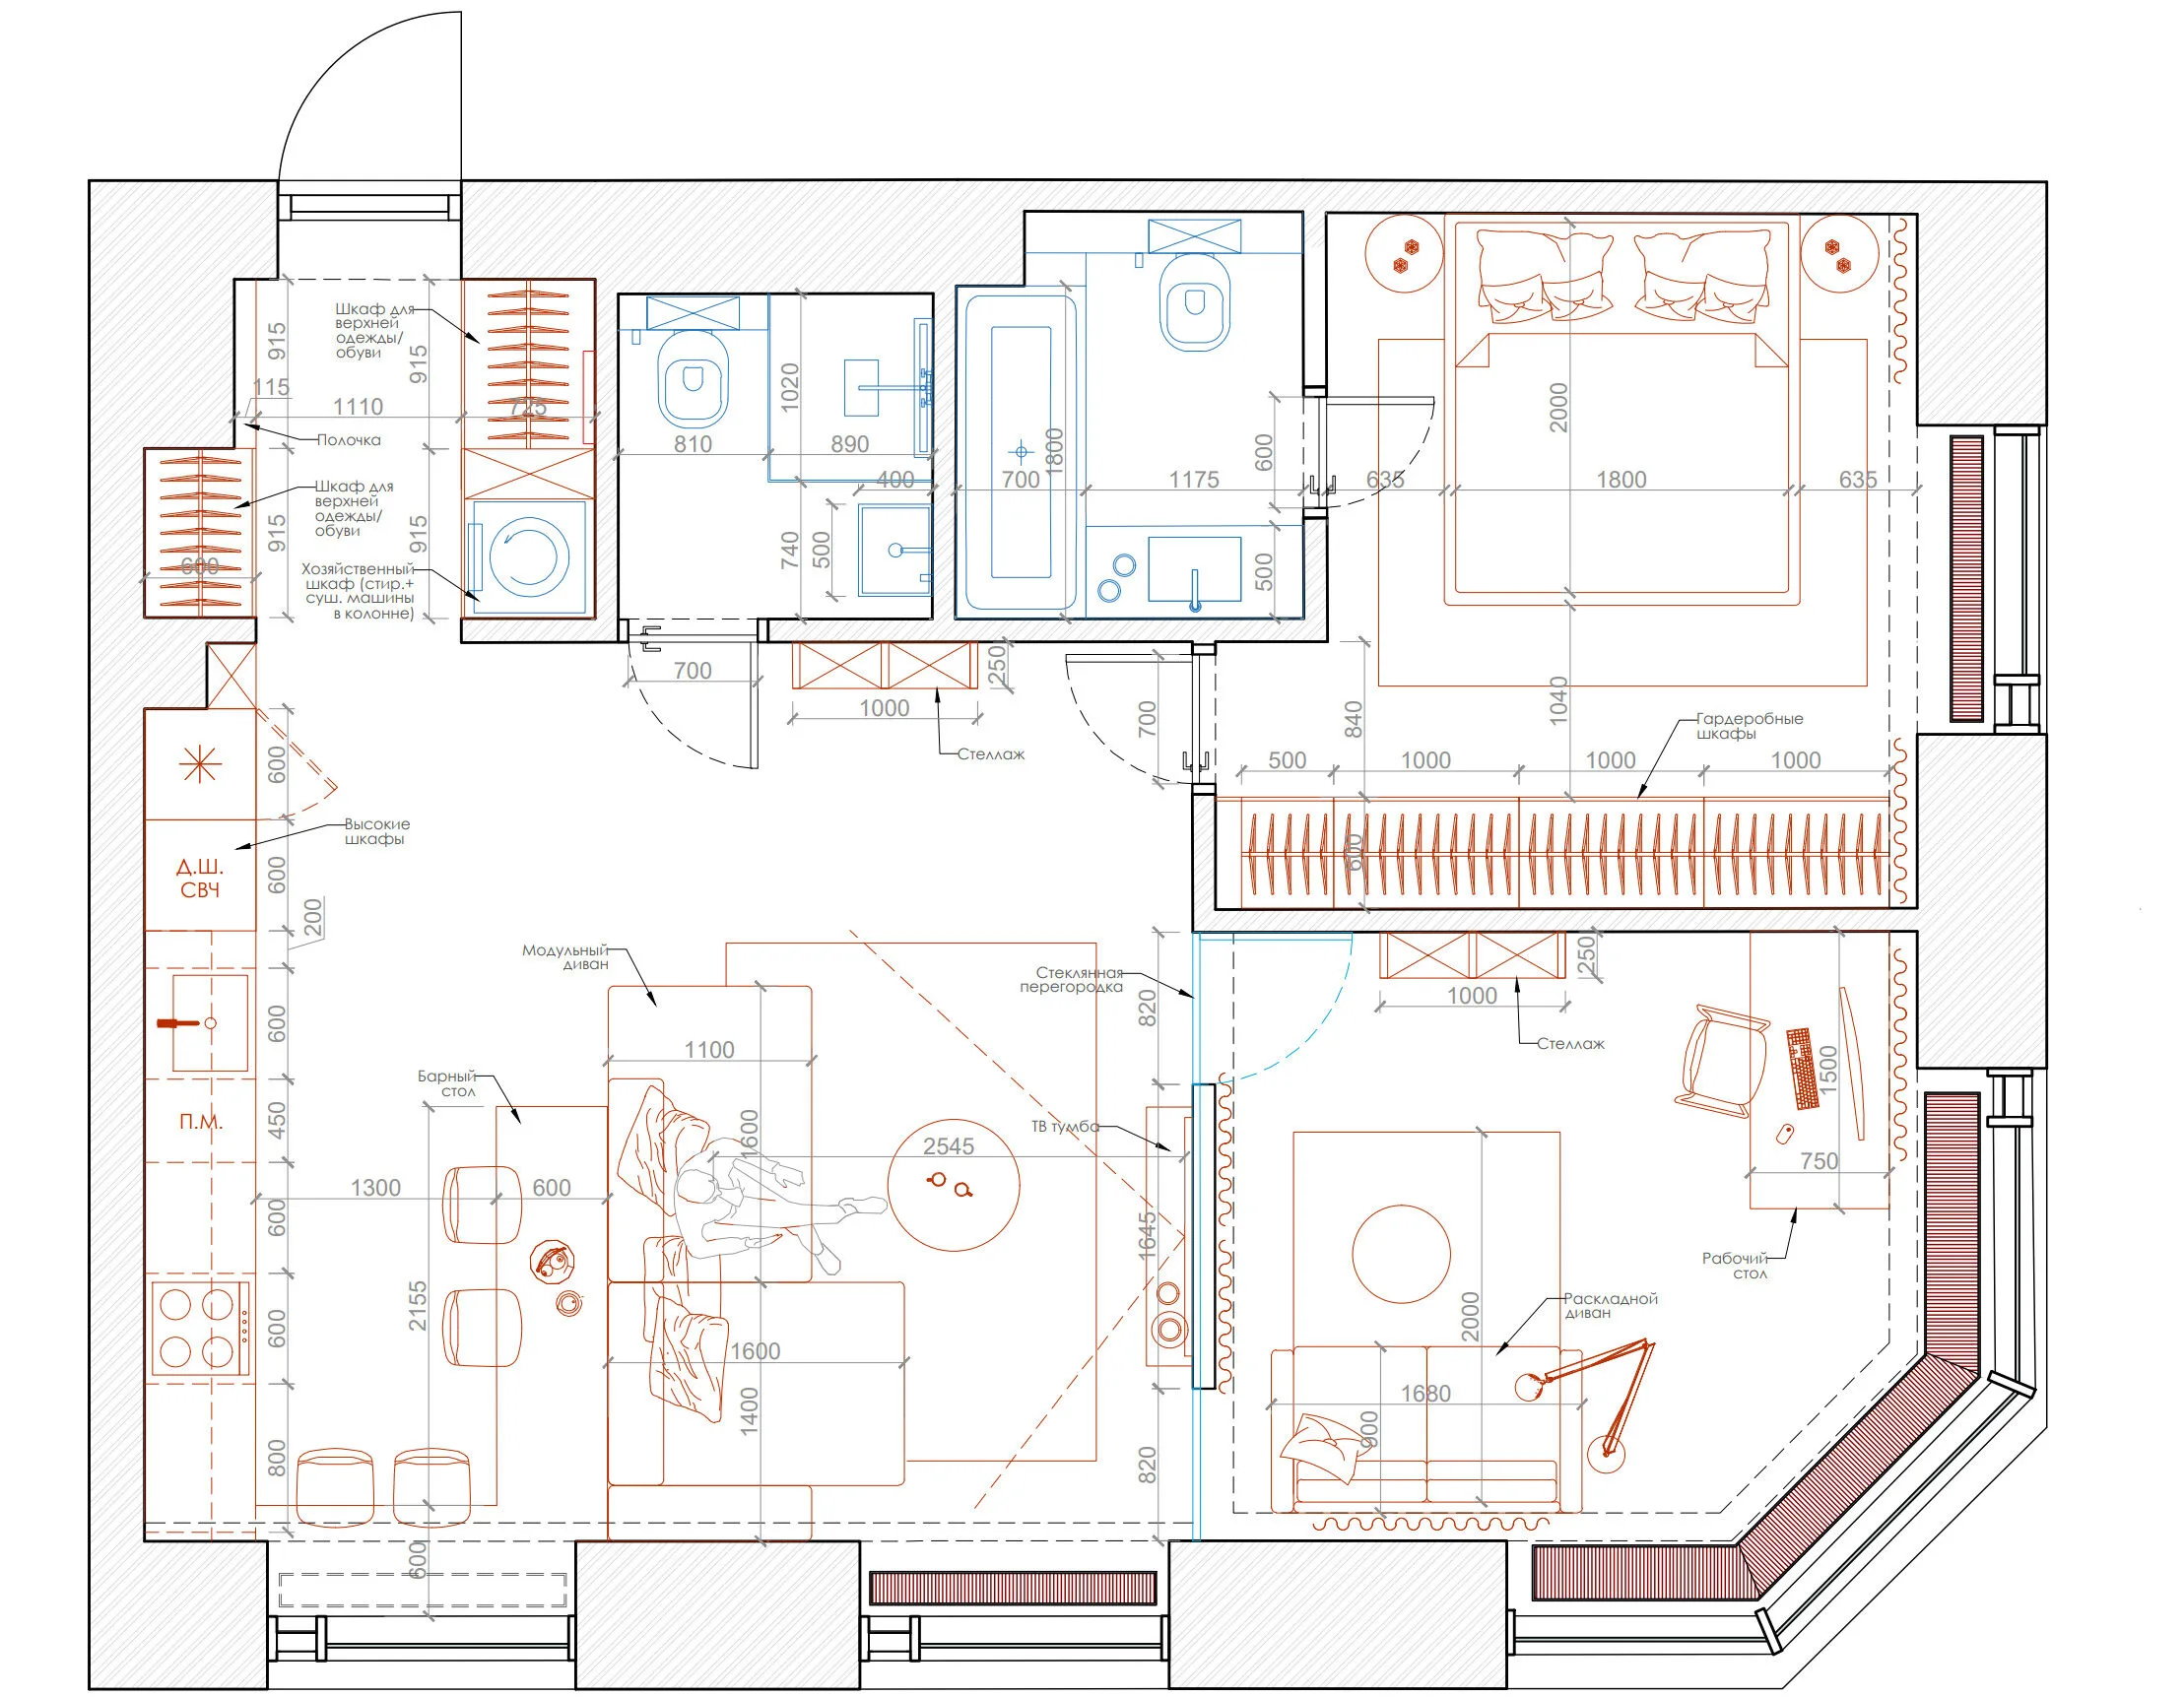 Шкаф для
верхней
одежды/
обуви
915
915
115
1110
725
Полочка
Шкаф для
верхней
одежды/
обуви
915
915
600
Хозяйственный
шкаф (стир.+
суш. машины
в колонне)
1020
810
890
400
740
500
700
1800
700
1175
600
500
635
2000
1800
635
1040
840
250
1000
Стеллаж
700
Гардеробные
шкафы
500
1000
1000
1000
600
600
Высокие
шкафы
Д.Ш.
СВЧ
600
200
Модульный
диван
600
Барный
стол
П.М.
450
1100
1600
2545
1300
600
600
2155
600
1600
1400
800
600
Стеклянная
перегородка
820
ТВ тумба
1645
820
250
1000
Стеллаж
1500
750
Рабочий
стол
Раскладной
диван
2000
1680
900